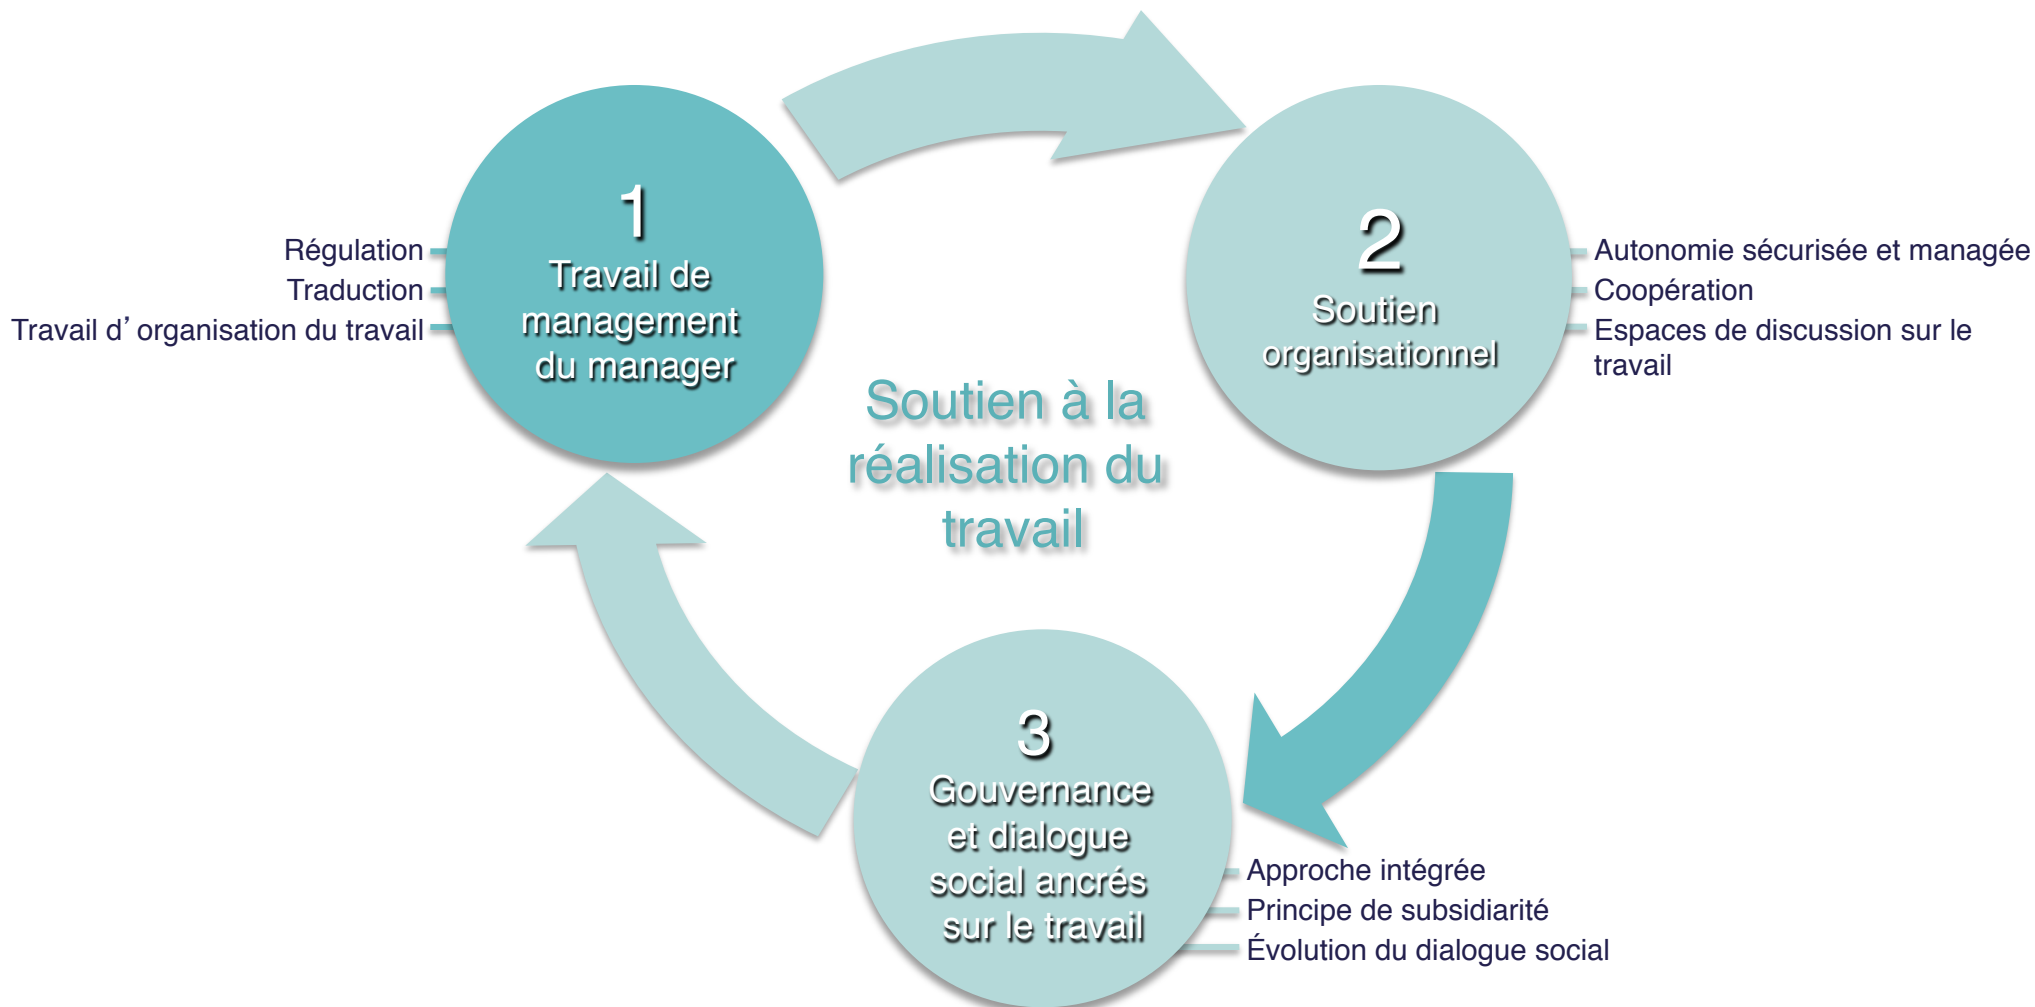 1
Travail de
management
du manager
Régulation
Traduction
Travail d’organisation du travail
2
Soutien
organisationnel
Autonomie sécurisée et managée
Coopération
Espaces de discussion sur le
travail
Soutien à la
réalisation du
travail
3
Gouvernance
et dialogue
social ancrés
sur le travail
Approche intégrée
Principe de subsidiarité
Évolution du dialogue social